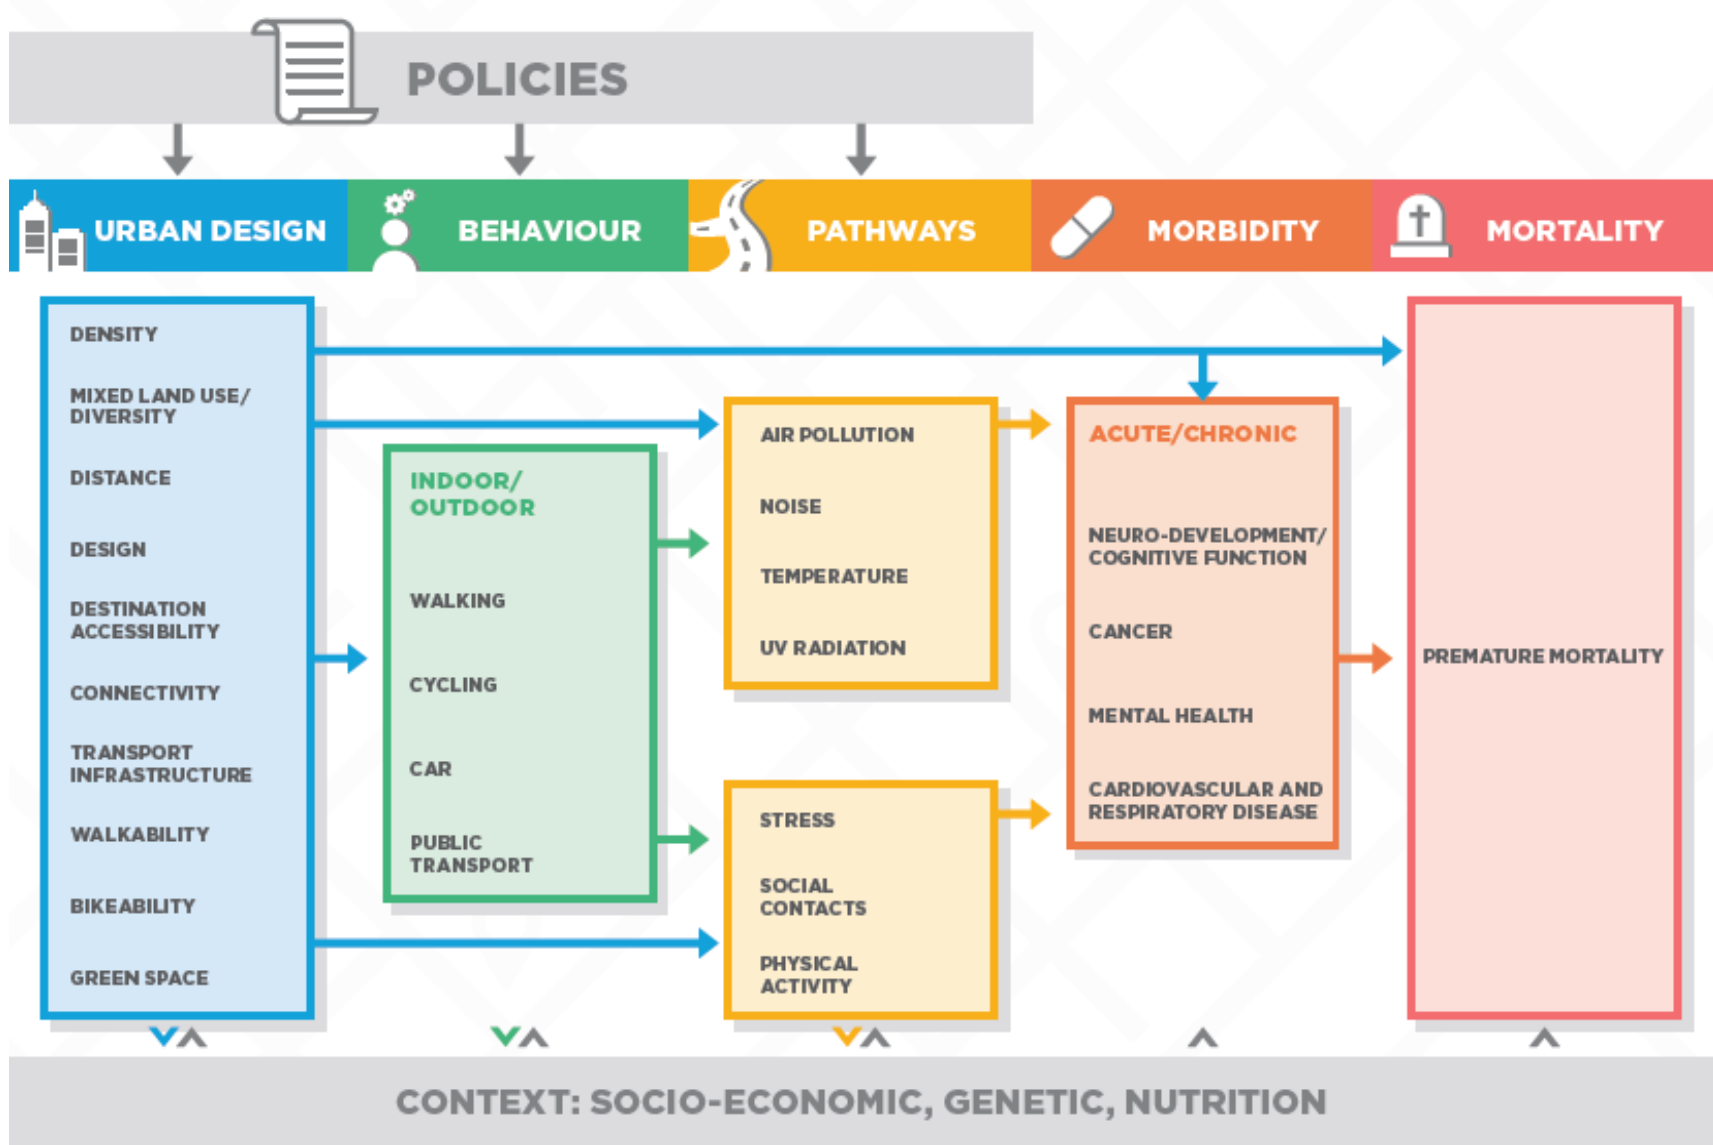 POLICIES
URBAN DESIGN
BEHAVIOUR
PATHWAYS
MORBIDITY
MORTALITY
DENSITY
MIXED LAND USE/
DIVERSITY
DISTANCE
DESIGN
DESTINATION
ACCESSIBILITY
CONNECTIVITY
TRANSPORT
INFRASTRUCTURE
WALKABILITY
BIKEABILITY
GREEN SPACE
INDOOR/
OUTDOOR
WALKING
CYCLING
CAR
PUBLIC
TRANSPORT
AIR POLLUTION
NOISE
TEMPERATURE
UV RADIATION
STRESS
SOCIAL
CONTACTS
PHYSICAL
ACTIVITY
ACUTE/CHRONIC
NEURO-DEVELOPMENT/
COGNITIVE FUNCTION
CANCER
MENTAL HEALTH
CARDIOVASCULAR AND
RESPIRATORY DISEASE
PREMATURE MORTALITY
CONTEXT: SOCIO-ECONOMIC, GENETIC, NUTRITION